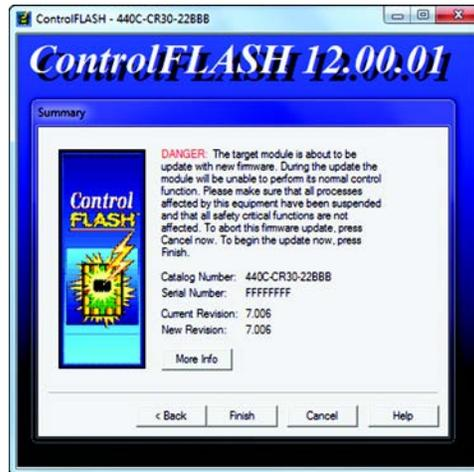 ControlFLASH - 440C-CR30-22BBB
ControlFLASH 12.00.01
Summary
Control
FLASH
DANGER: The target module is about to be
update with new firmware. During the update the
module will be unable to perform its normal control
function. Please make sure that all processes
affected by this equipment have been suspended
and that all safety critical functions are not
affected. To abort this firmware update, press
Cancel now. To begin the update now, press
Finish.
Catalog Number: 440C-CR30-22BBB
Serial Number: FFFFFFFF
Current Revision: 7.006
New Revision: 7.006
More Info
< Back Finish Cancel Help